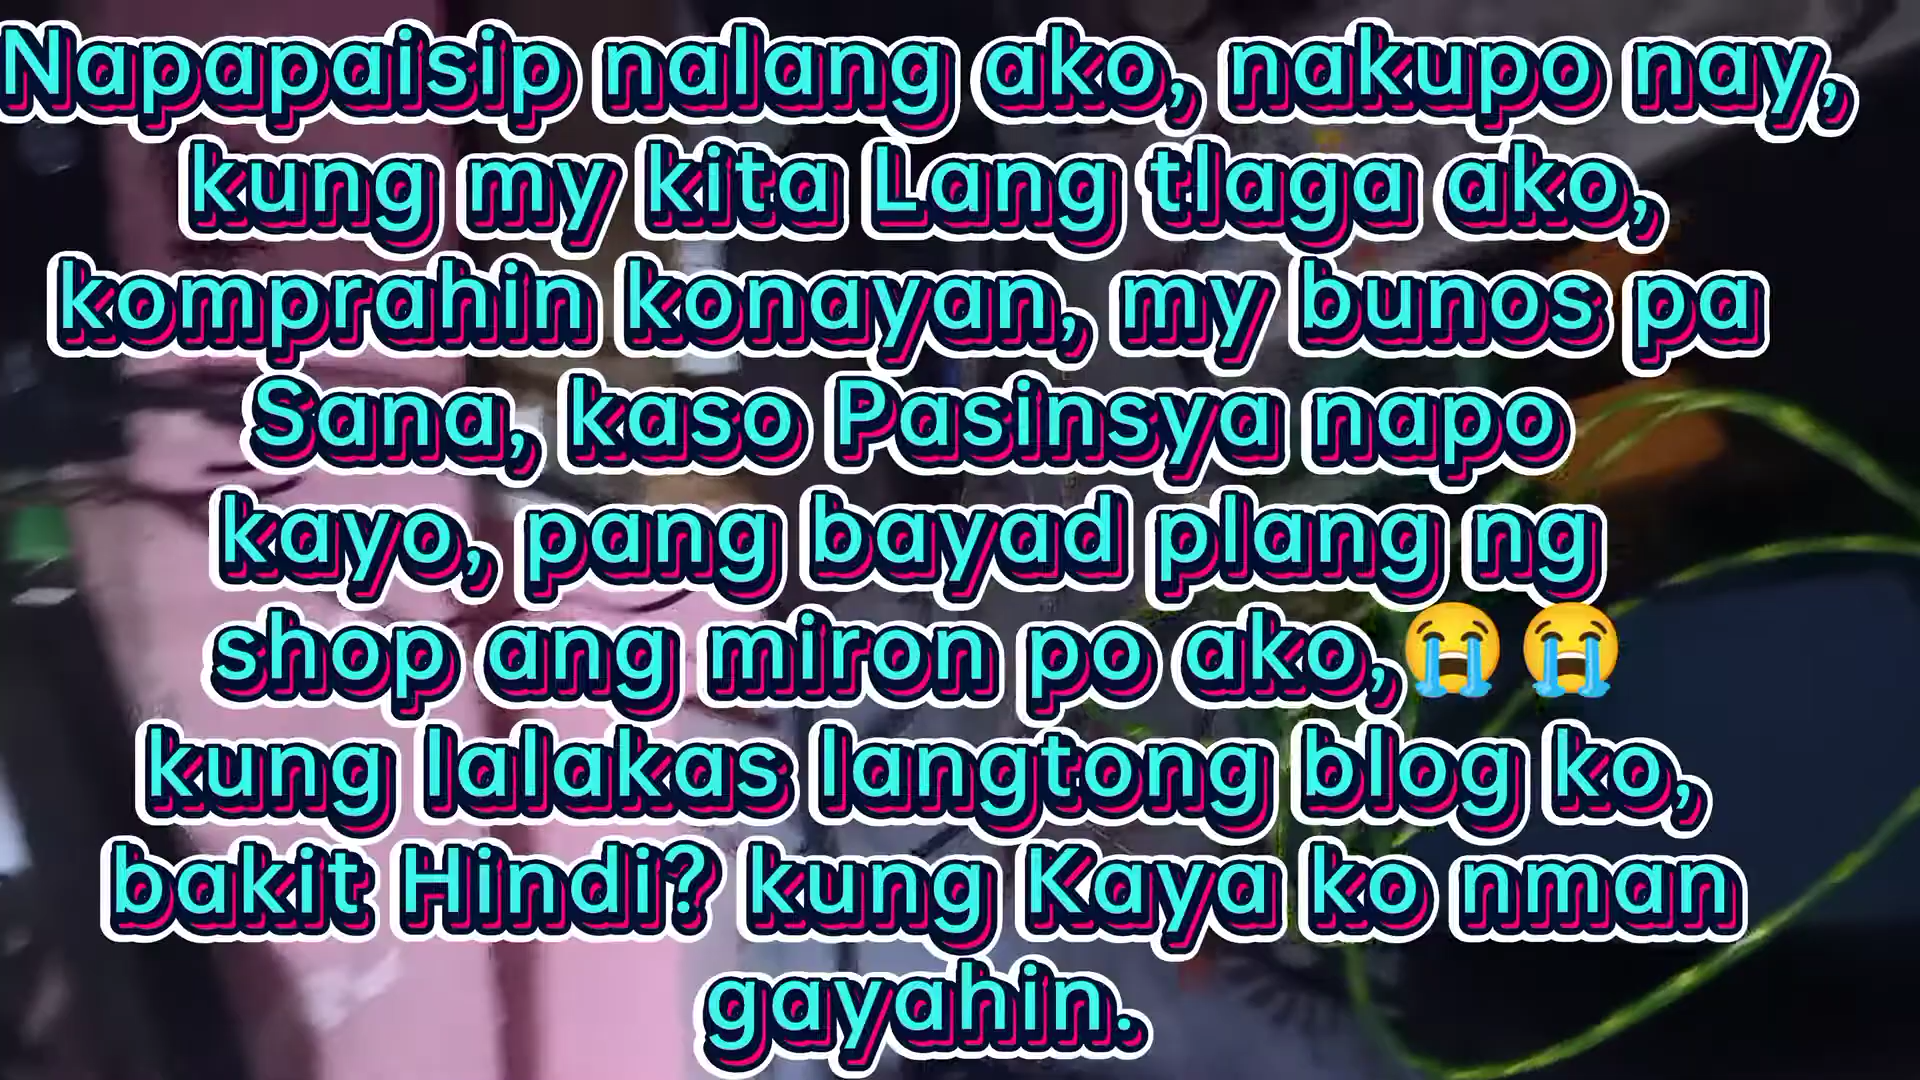 Napapaisip nalang ako, nakupo nay,
kung my kita Lang tlaga ako,
komprahin konayan, my bunos pa
Sana, kaso Pasinsya napo
kayo, pang bayad plang ng
shop ang miron po ako,😭😭
kung lalakas langtong blog ko,
bakit Hindi? kung Kaya ko nman
gayahin.